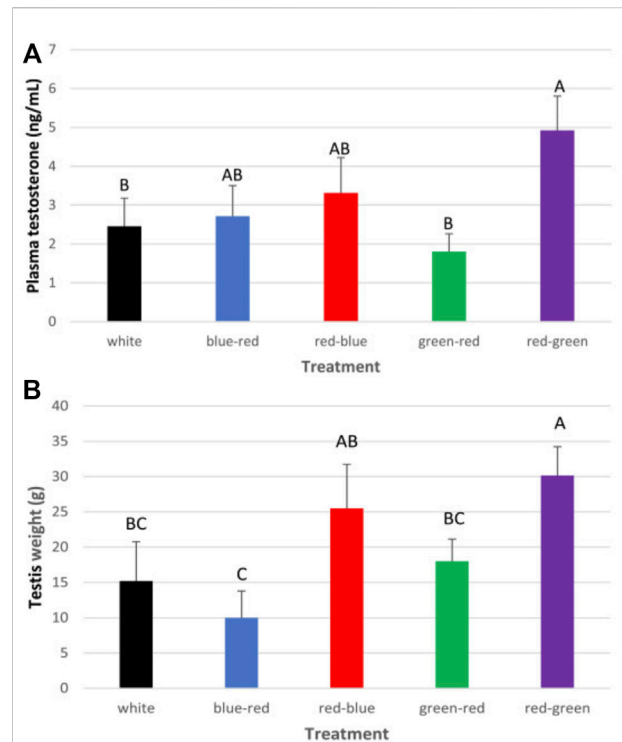 A
Plasma testosterone (ng/mL)
7
6
5
4
3
2
1
0
B
AB
AB
B
A
white
blue-red
red-blue
green-red
red-green
Treatment
B
Testis weight (g)
40
35
30
25
20
15
10
5
0
BC
C
AB
BC
A
white
blue-red
red-blue
green-red
red-green
Treatment